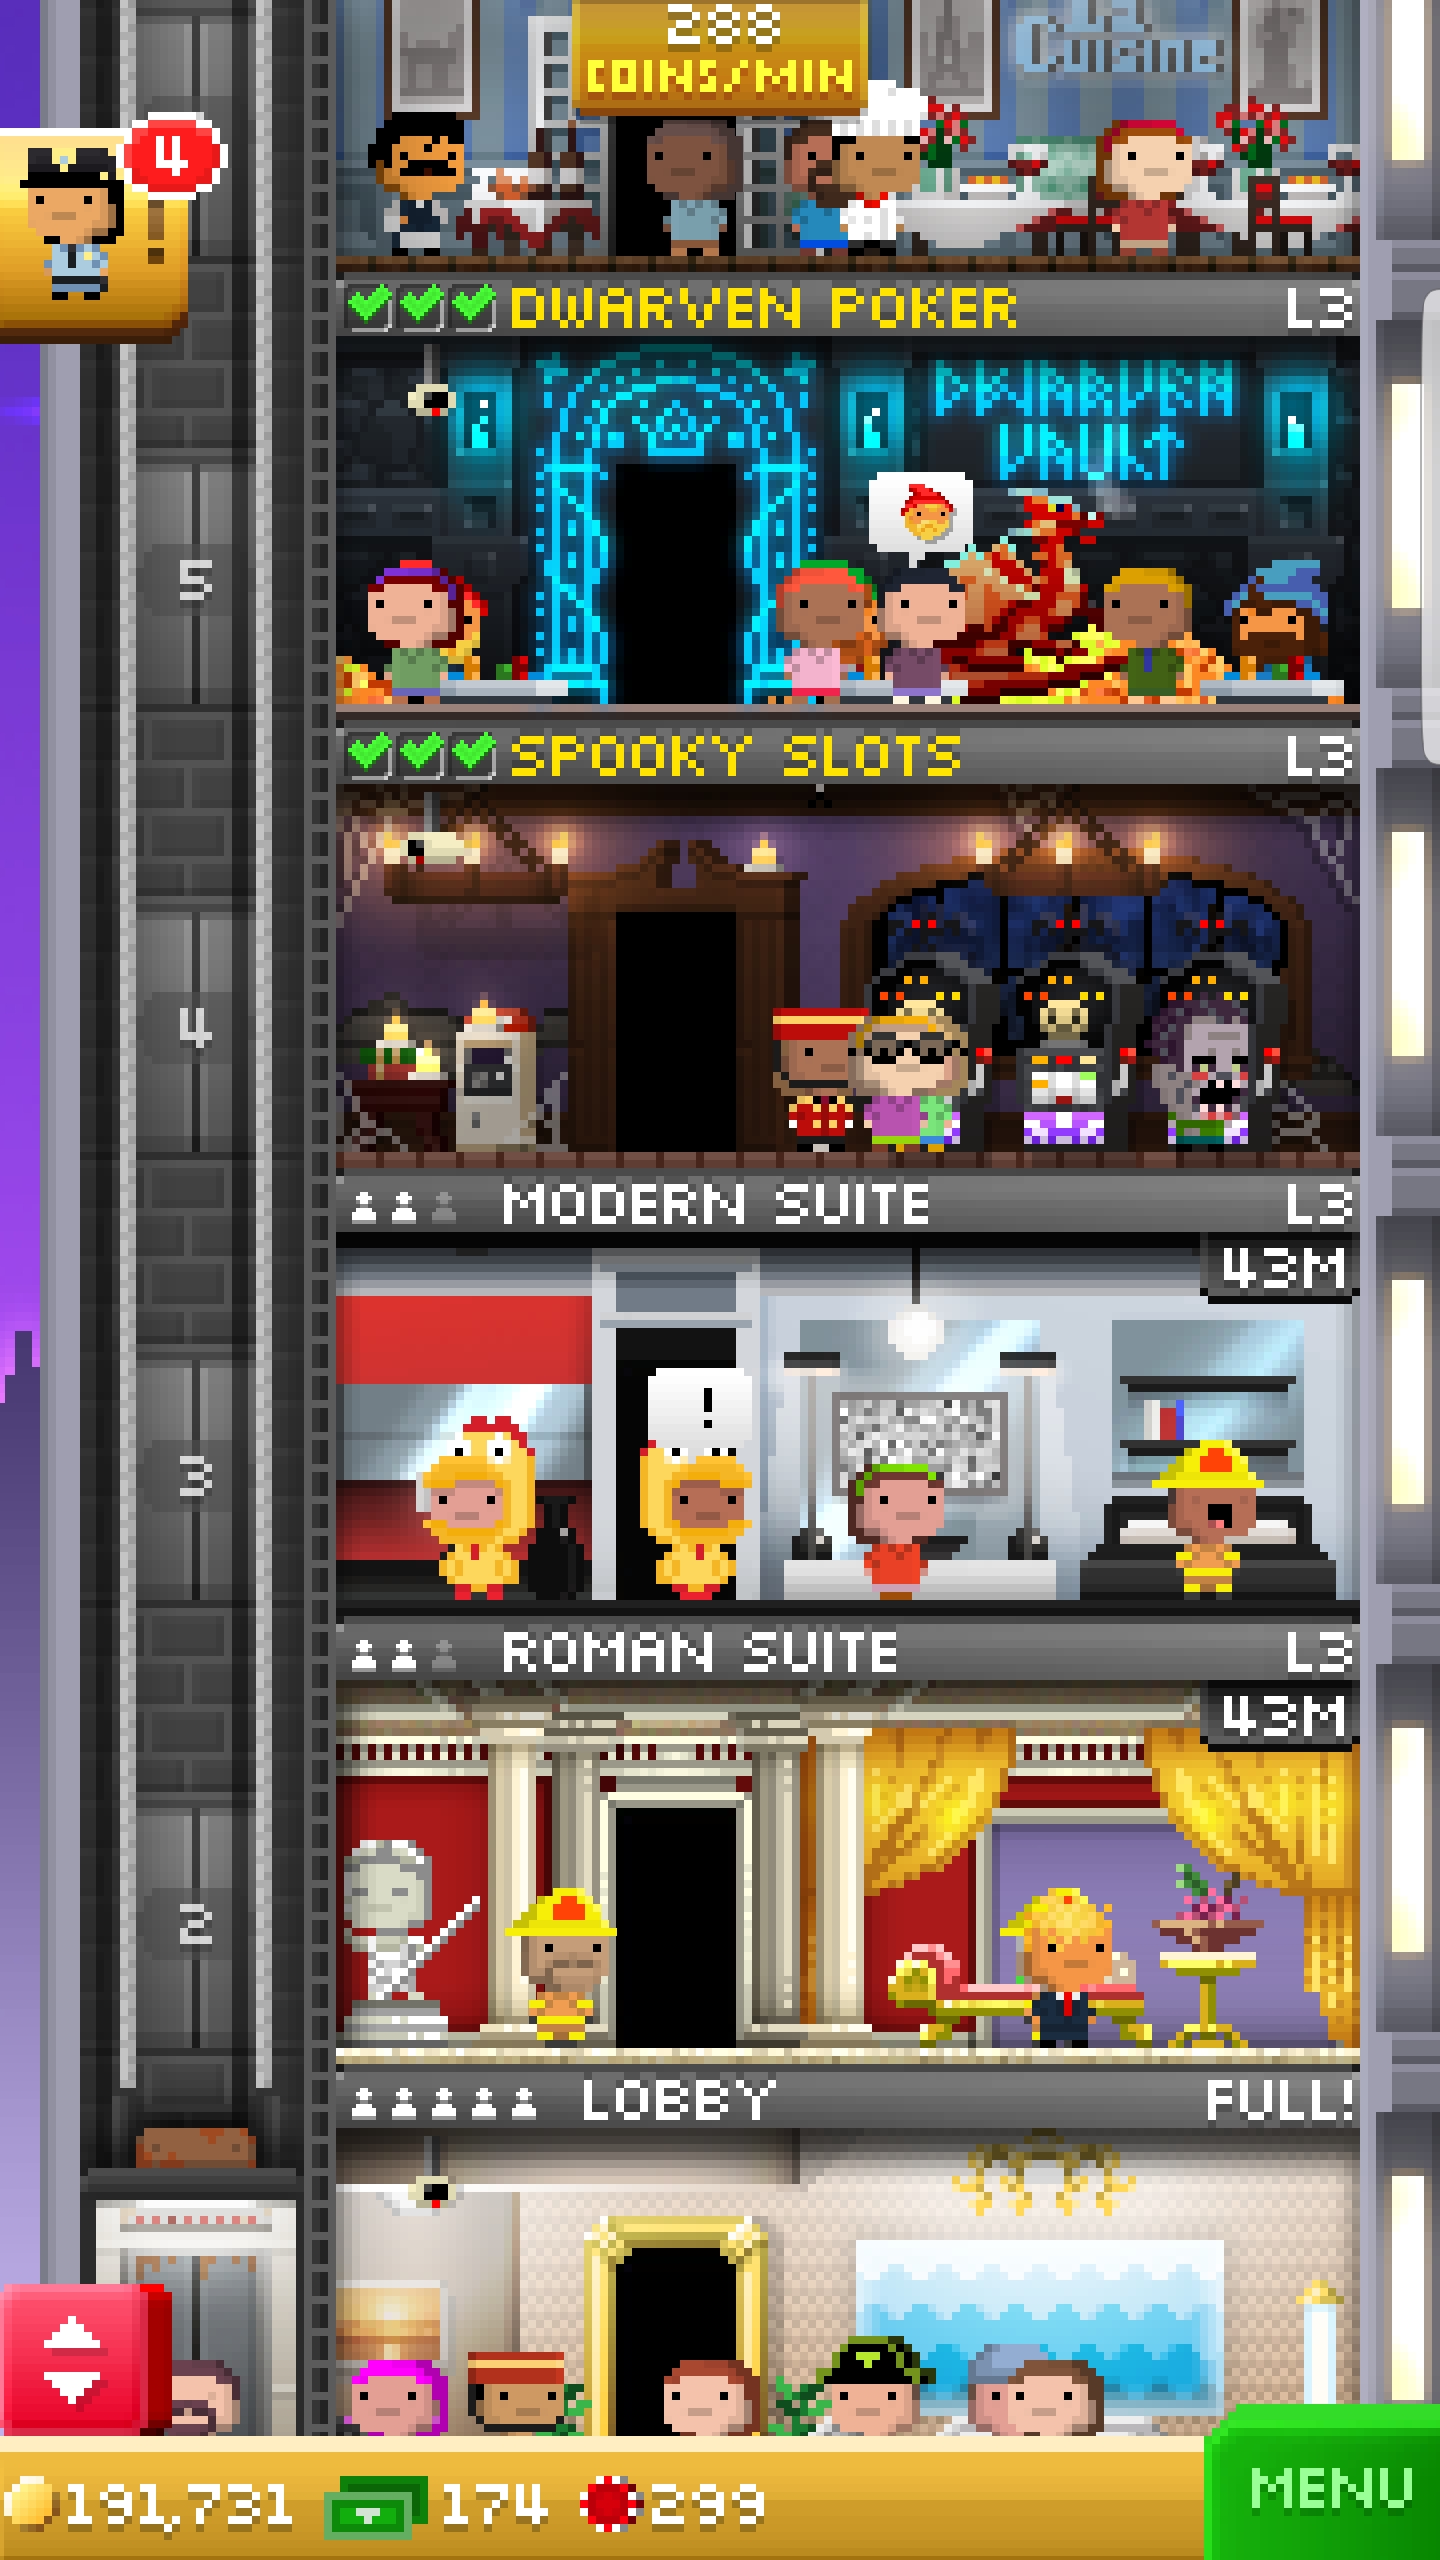 288
COINS/MIN
La
Cuisine
4
!
DWARVEN POKER L3
DWARVEN
VAULT
5
SPOOKY SLOTS L3
4
MODERN SUITE L3
43M
!
3
ROMAN SUITE L3
43M
2
LOBBY FULL!
191,731 174 299
MENU